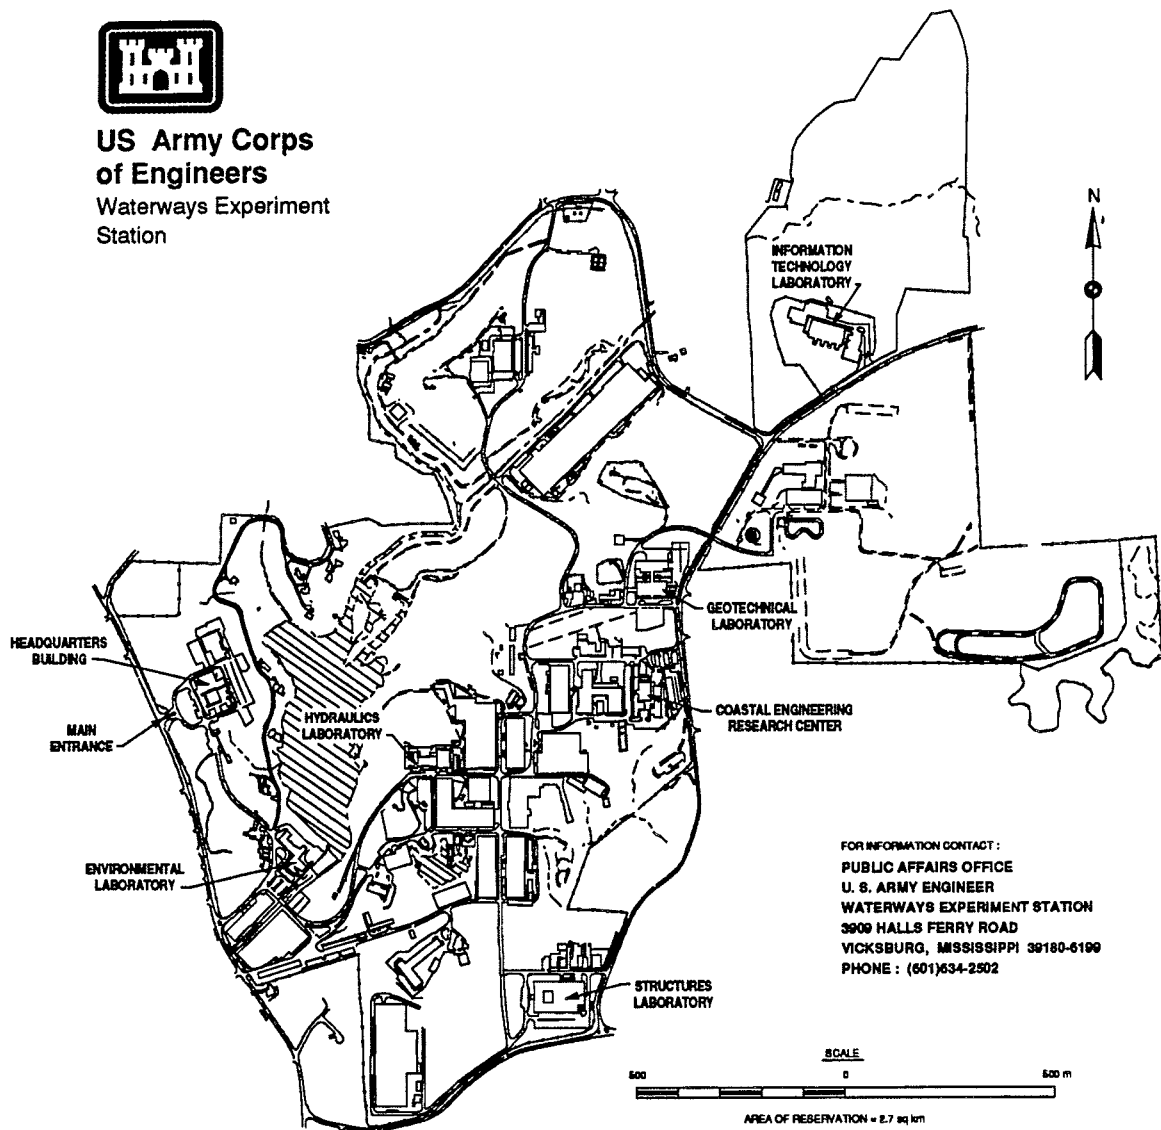 US Army Corps
of Engineers
Waterways Experiment
Station
N
INFORMATION
TECHNOLOGY
LABORATORY
GEOTECHNICAL
LABORATORY
HEADQUARTERS
BUILDING
MAIN
ENTRANCE
HYDRAULICS
LABORATORY
COASTAL ENGINEERING
RESEARCH CENTER
ENVIRONMENTAL
LABORATORY
STRUCTURES
LABORATORY
FOR INFORMATION CONTACT :
PUBLIC AFFAIRS OFFICE
U. S. ARMY ENGINEER
WATERWAYS EXPERIMENT STATION
3909 HALLS FERRY ROAD
VICKSBURG, MISSISSIPPI 39180-6199
PHONE : (601)634-2502
SCALE
500 0 500 m
AREA OF RESERVATION = 2.7 sq km